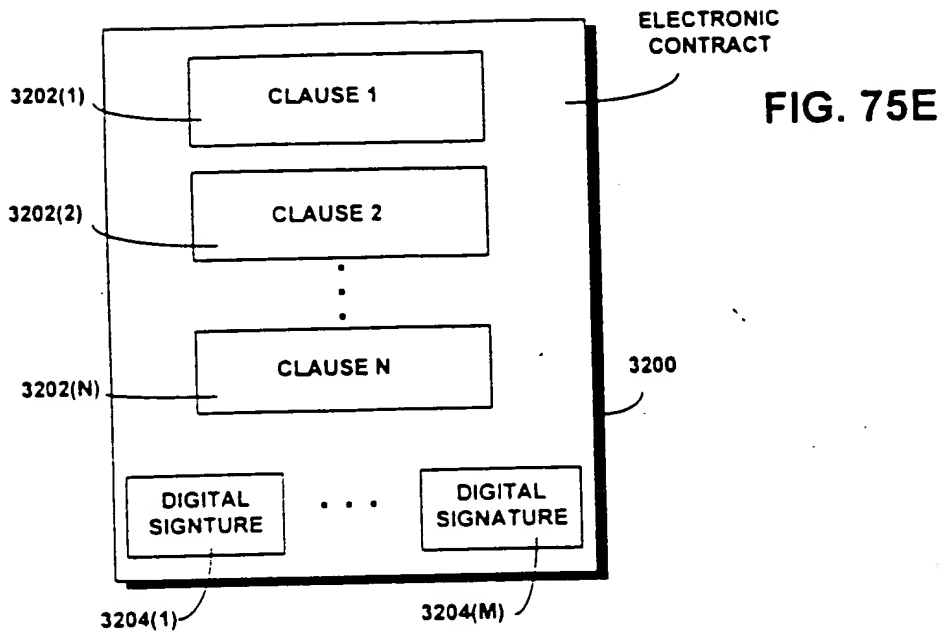 ELECTRONIC
CONTRACT
FIG. 75E
3202(1)
CLAUSE 1
3202(2)
CLAUSE 2
3202(N)
CLAUSE N
3200
DIGITAL
SIGNTURE
DIGITAL
SIGNATURE
3204(1)
3204(M)